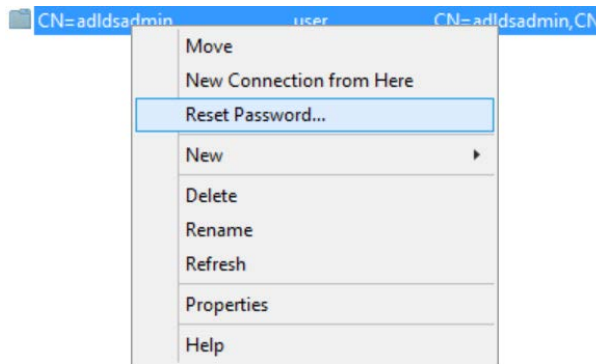 CN=adldsadmin user CN=adldsadmin,CN
Move
New Connection from Here
Reset Password...
New
Delete
Rename
Refresh
Properties
Help